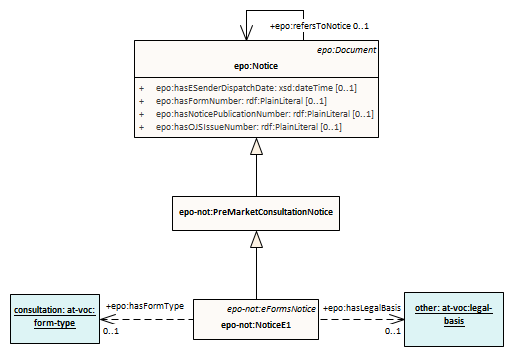 +epo:refersToNotice 0..1
epo:Document
epo:Notice
+ epo:hasESenderDispatchDate: xsd:dateTime [0..1]
+ epo:hasFormNumber: rdf:PlainLiteral [0..1]
+ epo:hasNoticePublicationNumber: rdf:PlainLiteral [0..1]
+ epo:hasOJSIssueNumber: rdf:PlainLiteral [0..1]
epo-not:PreMarketConsultationNotice
consultation: at-voc:
form-type
+epo:hasFormType
0..1
epo-not:eFormsNotice
epo-not:NoticeE1
+epo:hasLegalBasis
0..1
other: at-voc:legal-
basis